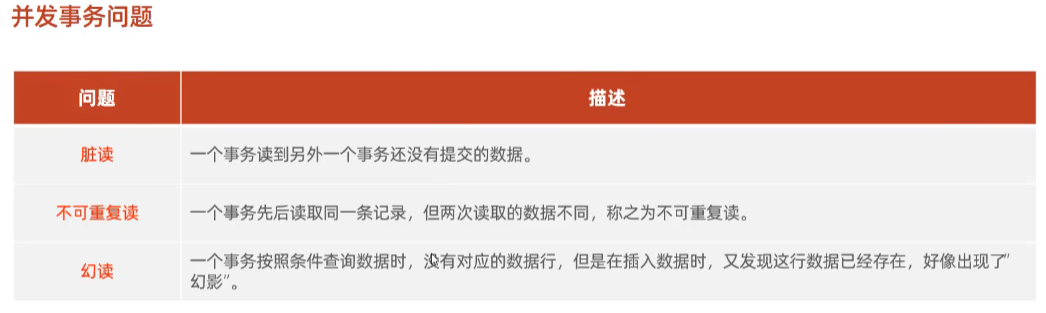 并发事务问题
问题 描述
脏读 一个事务读到另外一个事务还没有提交的数据。
不可重复读 一个事务先后读取同一条记录，但两次读取的数据不同，称之为不可重复读。
幻读 一个事务按照条件查询数据时，没有对应的数据行，但是在插入数据时，又发现这行数据已经存在，好像出现了"
幻影"。